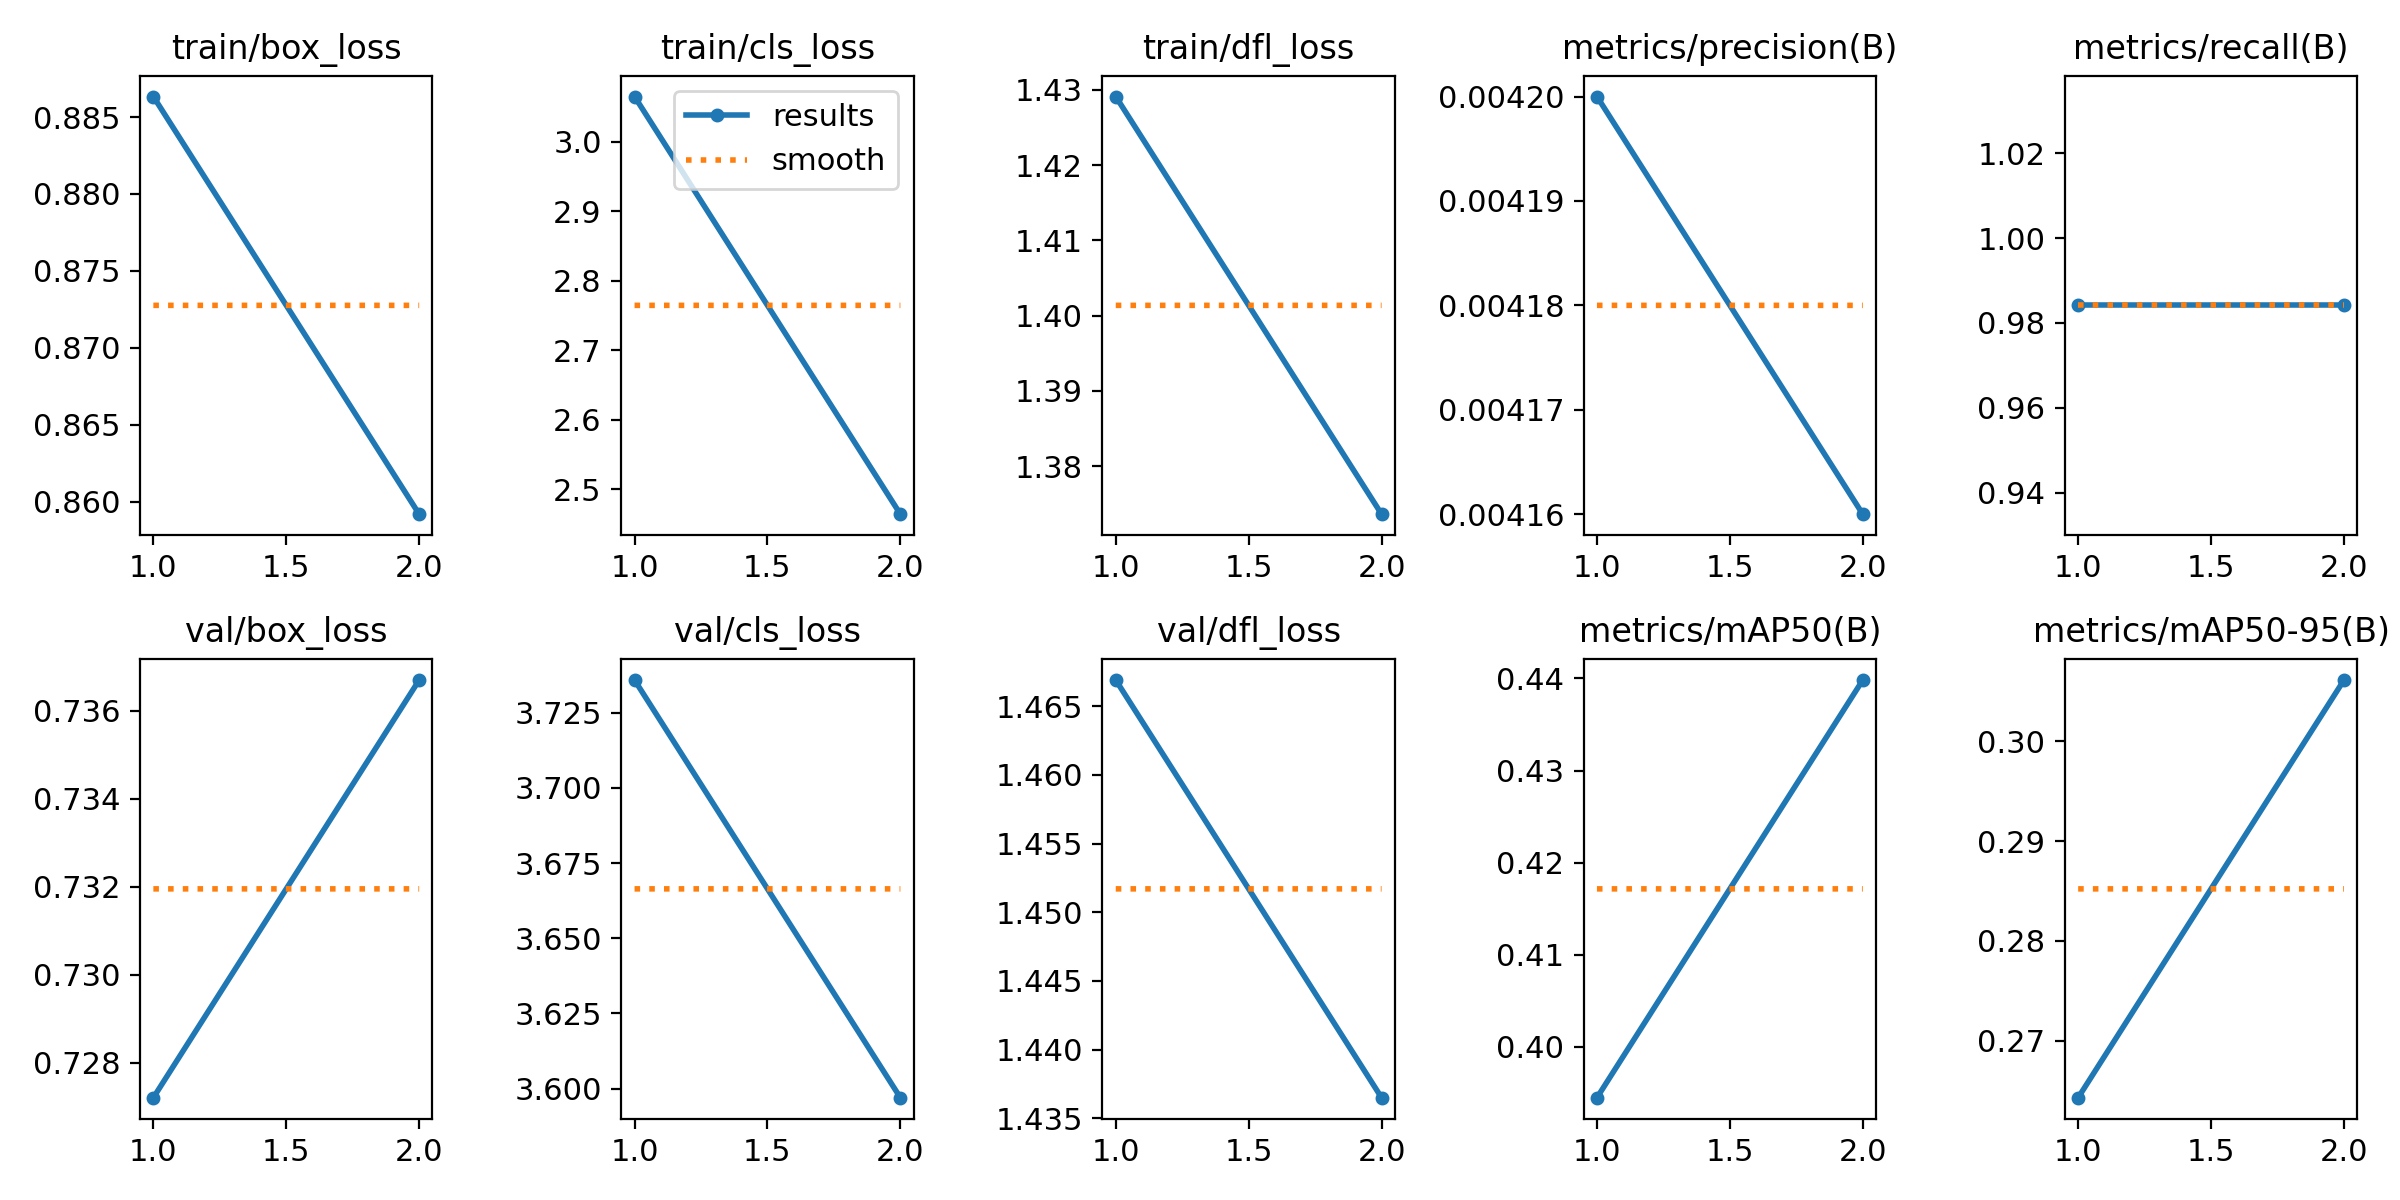 train/box_loss
0.885
0.880
0.875
0.870
0.865
0.860
1.0 1.5 2.0
train/cls_loss
results
smooth
3.0
2.9
2.8
2.7
2.6
2.5
1.0 1.5 2.0
train/dfl_loss
1.43
1.42
1.41
1.40
1.39
1.38
1.0 1.5 2.0
metrics/precision(B)
0.00420
0.00419
0.00418
0.00417
0.00416
1.0 1.5 2.0
metrics/recall(B)
1.02
1.00
0.98
0.96
0.94
1.0 1.5 2.0
val/box_loss
0.736
0.734
0.732
0.730
0.728
1.0 1.5 2.0
val/cls_loss
3.725
3.700
3.675
3.650
3.625
3.600
1.0 1.5 2.0
val/dfl_loss
1.465
1.460
1.455
1.450
1.445
1.440
1.435
1.0 1.5 2.0
metrics/mAP50(B)
0.44
0.43
0.42
0.41
0.40
1.0 1.5 2.0
metrics/mAP50-95(B)
0.30
0.29
0.28
0.27
1.0 1.5 2.0